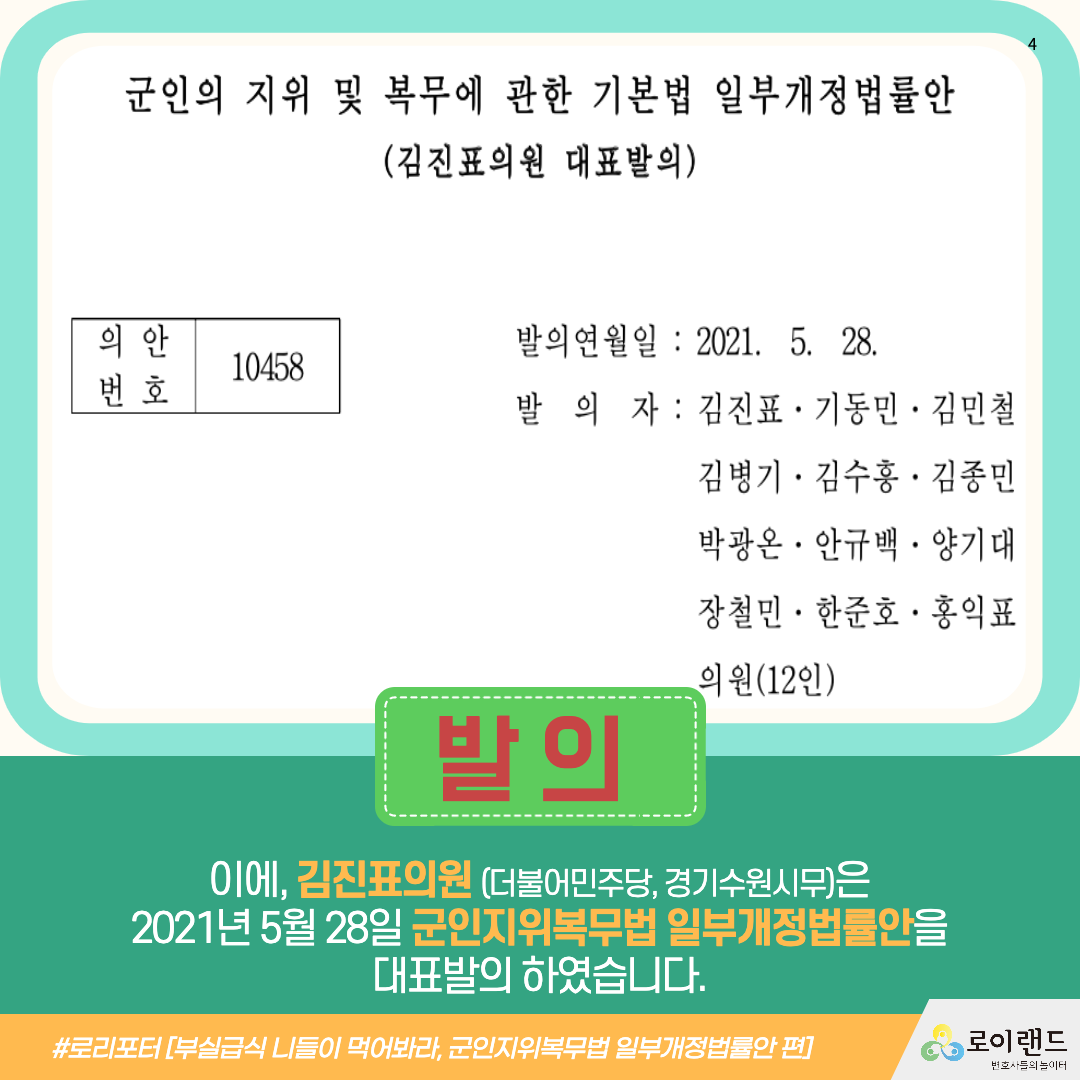 4
군인의 지위 및 복무에 관한 기본법 일부개정법률안
(김진표의원 대표발의)
의 안
번 호
10458
발의연월일 : 2021. 5. 28.
발 의 자 : 김진표·기동민·김민철
김병기·김수흥·김종민
박광온·안규백·양기대
장철민·한준호·홍익표
의원(12인)
발의
이에, 김진표의원 (더불어민주당, 경기수원시무)은
2021년 5월 28일 군인지위복무법 일부개정법률안을
대표발의 하였습니다.
#로리포터 [부실급식 니들이 먹어봐라, 군인지위복무법 일부개정법률안 편]
로이랜드
변호사들의 놀이터